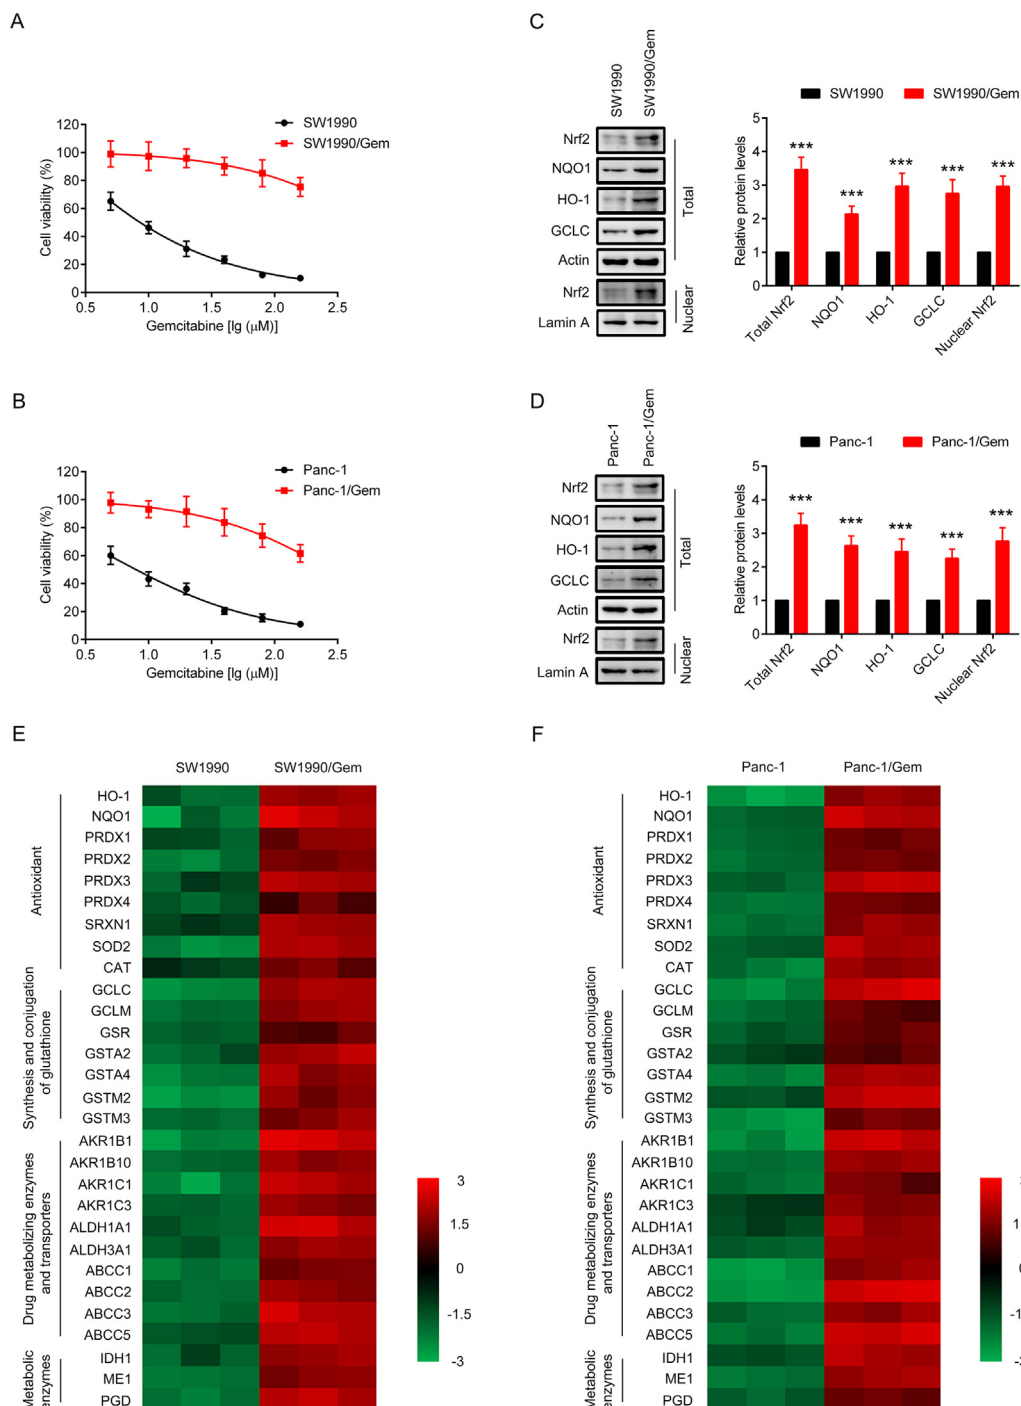 A
120
100
80
60
40
20
0
0.5
1.0
1.5
2.0
2.5
Cell viability (%)
Gemcitabine [lg (μM)]
SW1990
SW1990/Gem
B
120
100
80
60
40
20
0
0.5
1.0
1.5
2.0
2.5
Cell viability (%)
Gemcitabine [lg (μM)]
Panc-1
Panc-1/Gem
C
SW1990
SW1990/Gem
Nrf2
NQO1
HO-1
GCLC
Actin
Nrf2
Lamin A
Total
Nuclear
SW1990
SW1990/Gem
Relative protein levels
5
4
3
2
1
0
***
***
***
***
***
Total Nrf2
NQO1
HO-1
GCLC
Nuclear Nrf2
D
Panc-1
Panc-1/Gem
Nrf2
NQO1
HO-1
GCLC
Actin
Nrf2
Lamin A
Total
Nuclear
Panc-1
Panc-1/Gem
Relative protein levels
5
4
3
2
1
0
***
***
***
***
***
Total Nrf2
NQO1
HO-1
GCLC
Nuclear Nrf2
E
SW1990
SW1990/Gem
Antioxidant
HO-1
NQO1
PRDX1
PRDX2
PRDX3
PRDX4
SRXN1
SOD2
CAT
Synthesis and conjugation
of glutathione
GCLC
GCLM
GSR
GSTA2
GSTA4
GSTM2
GSTM3
Drug metabolizing enzymes
and transporters
AKR1B1
AKR1B10
AKR1C1
AKR1C3
ALDH1A1
ALDH3A1
ABCC1
ABCC2
ABCC3
ABCC5
Metabolic
enzymes
IDH1
ME1
PGD
3
1.5
0
-1.5
-3
F
Panc-1
Panc-1/Gem
Antioxidant
HO-1
NQO1
PRDX1
PRDX2
PRDX3
PRDX4
SRXN1
SOD2
CAT
Synthesis and conjugation
of glutathione
GCLC
GCLM
GSR
GSTA2
GSTA4
GSTM2
GSTM3
Drug metabolizing enzymes
and transporters
AKR1B1
AKR1B10
AKR1C1
AKR1C3
ALDH1A1
ALDH3A1
ABCC1
ABCC2
ABCC3
ABCC5
Metabolic
enzymes
IDH1
ME1
PGD